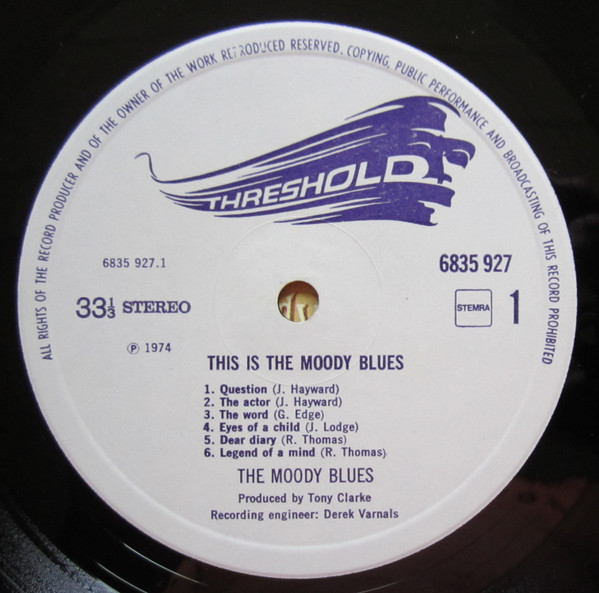 ALL RIGHTS OF THE RECORD PRODUCER AND OF THE OWNER OF THE WORK REPRODUCED RESERVED. COPYING, PUBLIC PERFORMANCE AND BROADCASTING OF THIS RECORD PROHIBITED
THRESHOLD
6835 927.1
6835 927
33⅓ STEREO
STEMRA
1
℗ 1974
THIS IS THE MOODY BLUES
1. Question (J. Hayward)
2. The actor (J. Hayward)
3. The word (G. Edge)
4. Eyes of a child (J. Lodge)
5. Dear diary (R. Thomas)
6. Legend of a mind (R. Thomas)
THE MOODY BLUES
Produced by Tony Clarke
Recording engineer: Derek Varnals